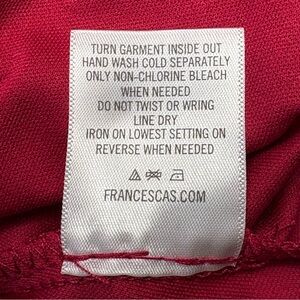 TURN GARMENT INSIDE OUT
HAND WASH COLD SEPARATELY
ONLY NON-CHLORINE BLEACH
WHEN NEEDED
DO NOT TWIST OR WRING
LINE DRY
IRON ON LOWEST SETTING ON
REVERSE WHEN NEEDED
FRANCESCAS.COM